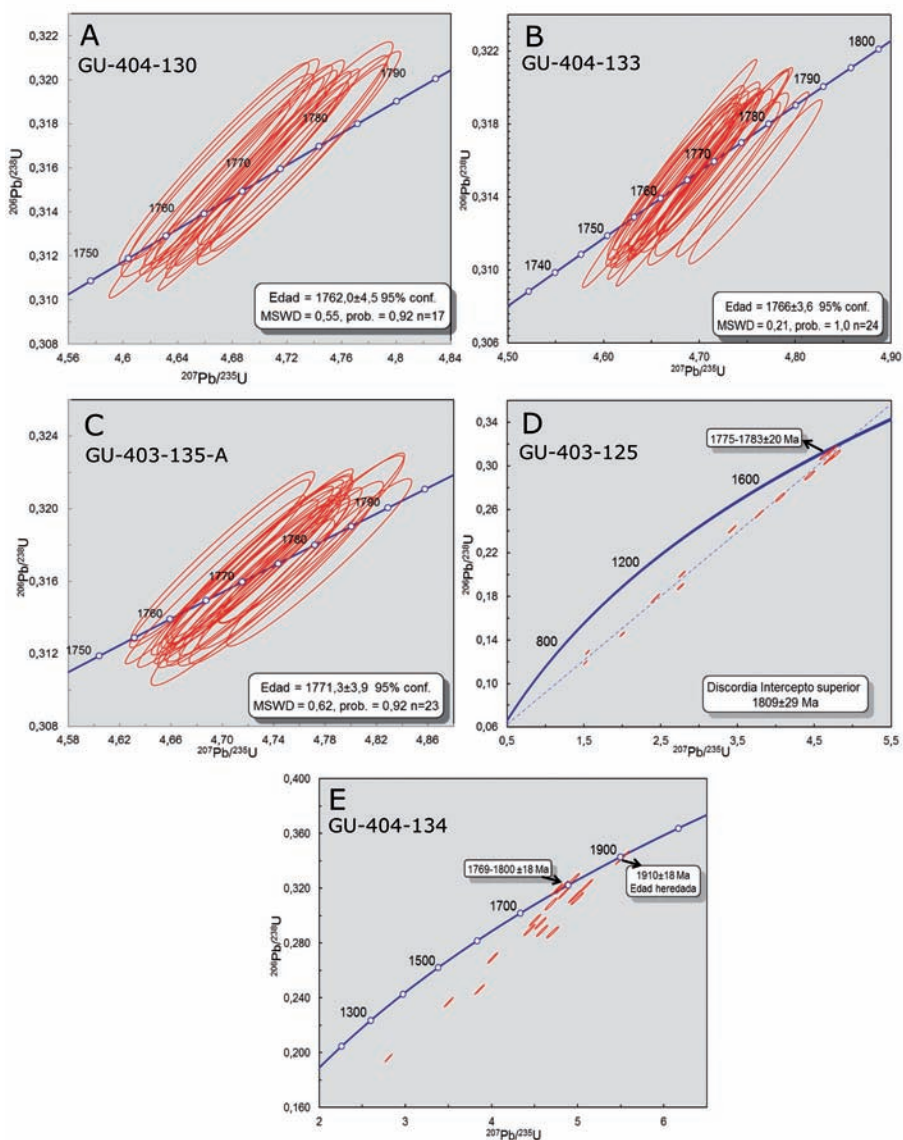 A
GU-404-130
0,322
0,320
0,318
0,316
0,314
0,312
0,310
0,308
206Pb/238U
1750
1760
1770
1780
1790
Edad = 1762,0±4,5 95% conf.
MSWD = 0,55, prob. = 0,92 n=17
4,56 4,60 4,64 4,68 4,72 4,76 4,8 4,84
207Pb/235U
B
GU-404-133
0,322
0,318
0,314
0,310
0,306
206Pb/238U
1740
1750
1760
1770
1780
1790
1800
Edad = 1766±3,6 95% conf.
MSWD = 0,21, prob. = 1,0 n=24
4,50 4,60 4,70 4,80 4,90
207Pb/235U
C
GU-403-135-A
0,324
0,320
0,316
0,312
0,308
206Pb/238U
1750
1760
1770
1780
1790
Edad = 1771,3±3,9 95% conf.
MSWD = 0,62, prob. = 0,92 n=23
4,58 4,62 4,66 4,70 4,74 4,78 4,82 4,86
207Pb/235U
D
GU-403-125
0,34
0,30
0,26
0,22
0,18
0,14
0,10
0,06
206Pb/238U
800
1200
1600
1775-1783±20 Ma
Discordia Intercepto superior
1809±29 Ma
0,5 1,5 2,5 3,5 4,5 5,5
207Pb/235U
E
GU-404-134
0,400
0,360
0,320
0,280
0,240
0,200
0,160
206Pb/238U
1300
1500
1700
1900
1769-1800 ±18 Ma
1910±18 Ma
Edad heredada
2 3 4 5 6
207Pb/235U